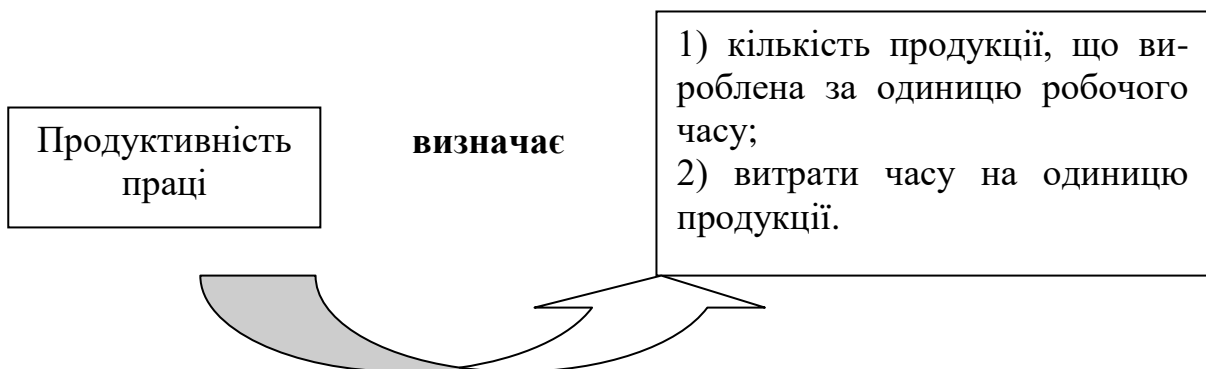 Продуктивність
праці
визначає
1) кількість продукції, що ви-
роблена за одиницю робочого
часу;
2) витрати часу на одиницю
продукції.